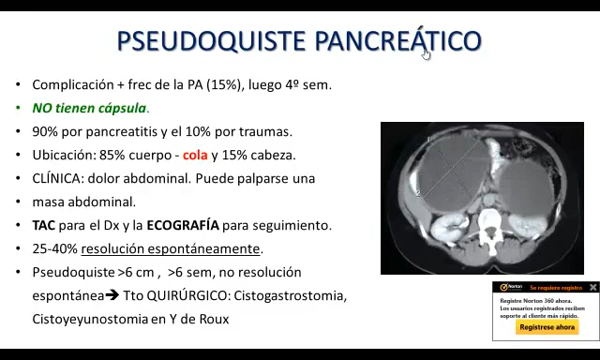 PSEUDOQUISTE PANCREÁTICO
• Complicación + frec de la PA (15%), luego 4º sem.
• NO tienen cápsula.
• 90% por pancreatitis y el 10% por traumas.
• Ubicación: 85% cuerpo - cola y 15% cabeza.
• CLÍNICA: dolor abdominal. Puede palparse una
• masa abdominal.
• TAC para el Dx y la ECOGRAFÍA para seguimiento.
• 25-40% resolución espontáneamente.
• Pseudoquiste >6 cm , >6 sem, no resolución
espontánea➔ Tto QUIRÚRGICO: Cistogastrostomia,
Cistoyeyunostomia en Y de Roux
Norton Se requiere registro
Registre Norton 360 ahora.
Los usuarios registrados reciben
soporte al cliente más rápido.
Regístrese ahora